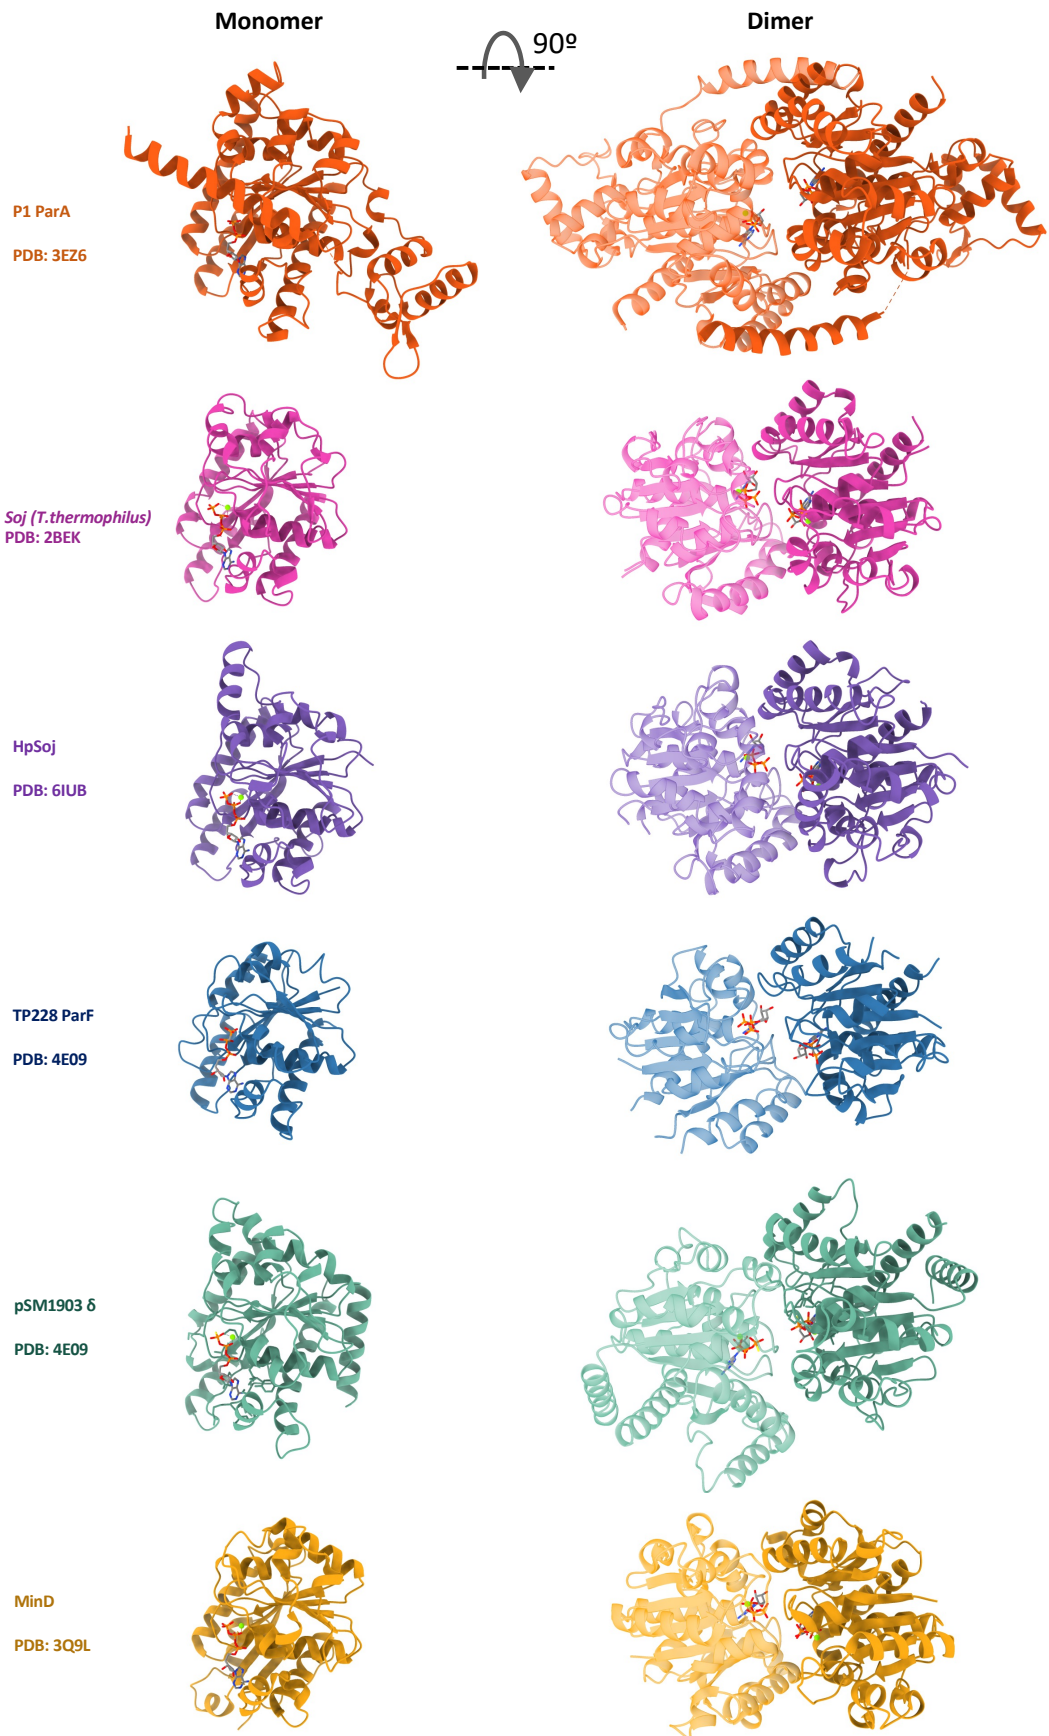 Monomer
Dimer
90º
P1 ParA
PDB: 3EZ6
Soj (T.thermophilus)
PDB: 2BEK
HpSoj
PDB: 6IUB
TP228 ParF
PDB: 4E09
pSM1903 δ
PDB: 4E09
MinD
PDB: 3Q9L